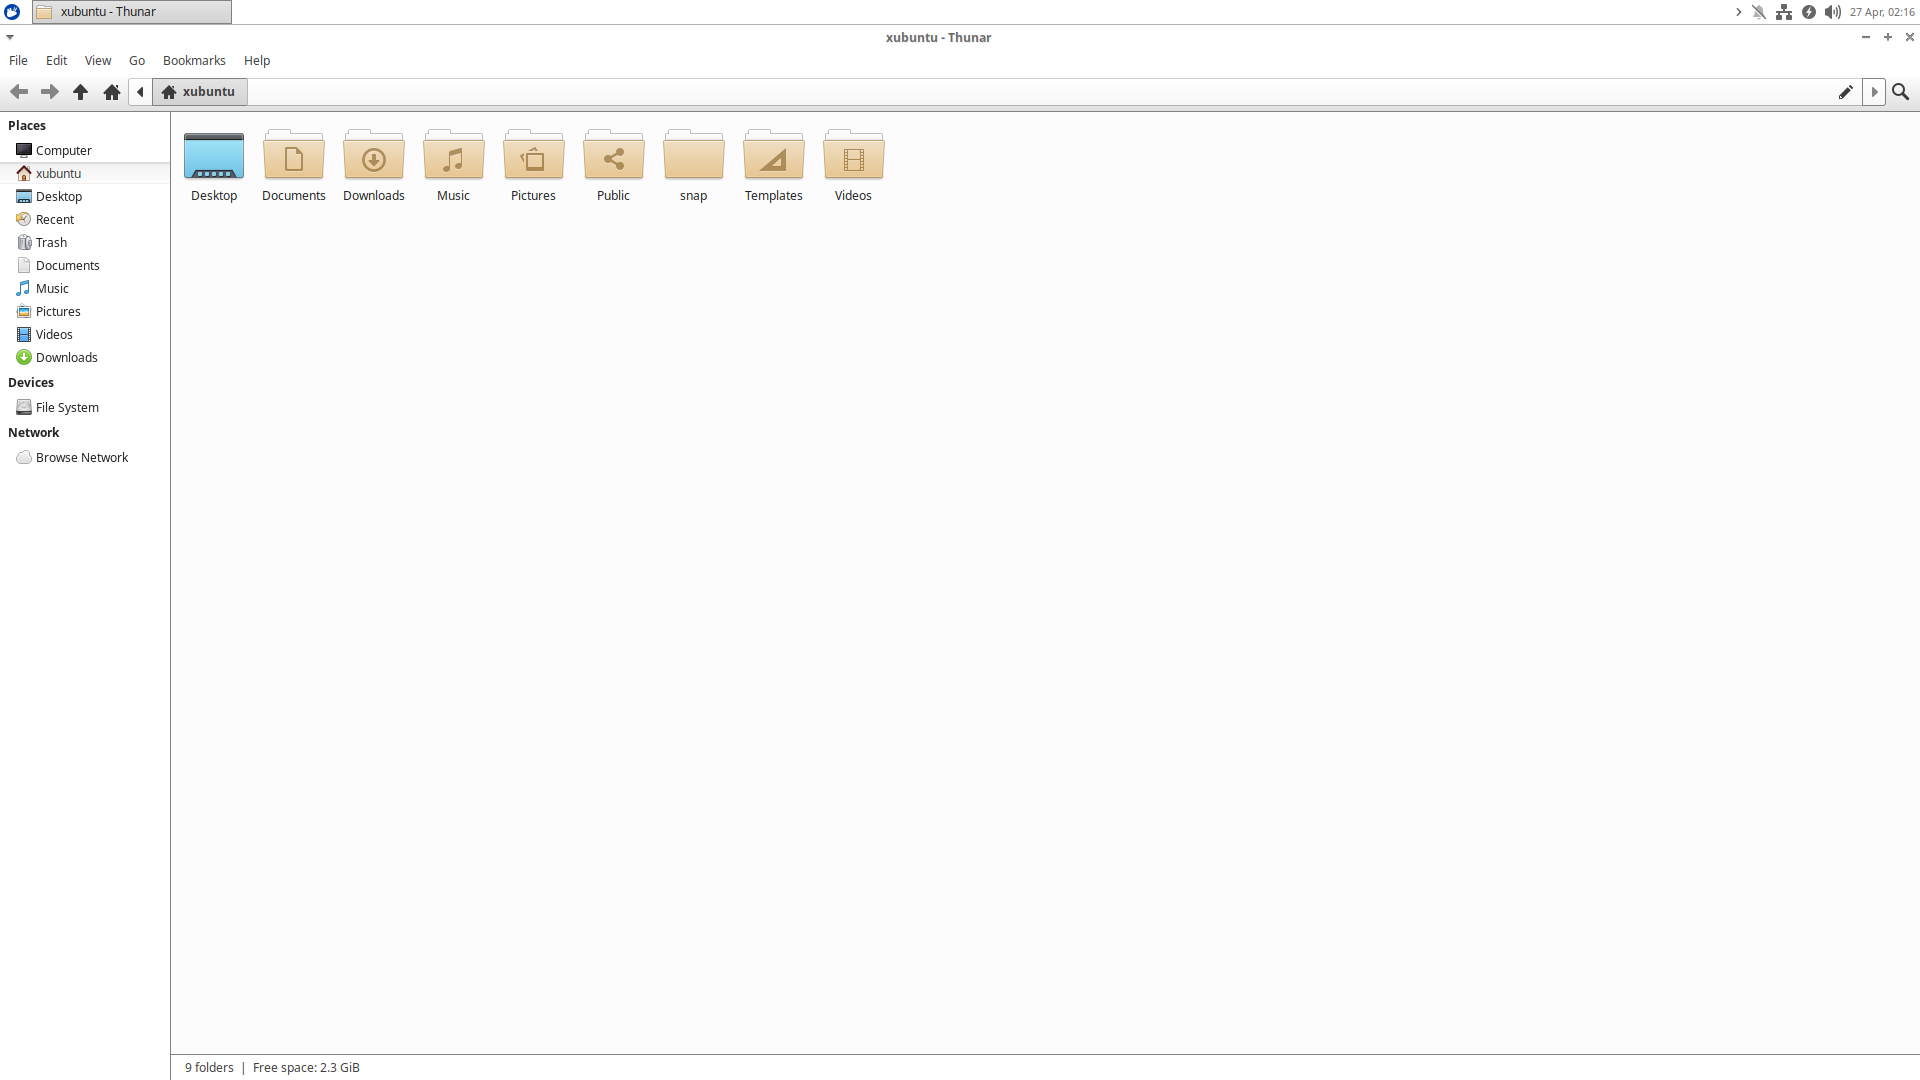 xubuntu - Thunar
27 Apr, 02:16
xubuntu - Thunar
File Edit View Go Bookmarks Help
xubuntu
Places
Computer
xubuntu
Desktop
Recent
Trash
Documents
Music
Pictures
Videos
Downloads
Devices
File System
Network
Browse Network
Desktop Documents Downloads Music Pictures Public snap Templates Videos
9 folders | Free space: 2.3 GiB